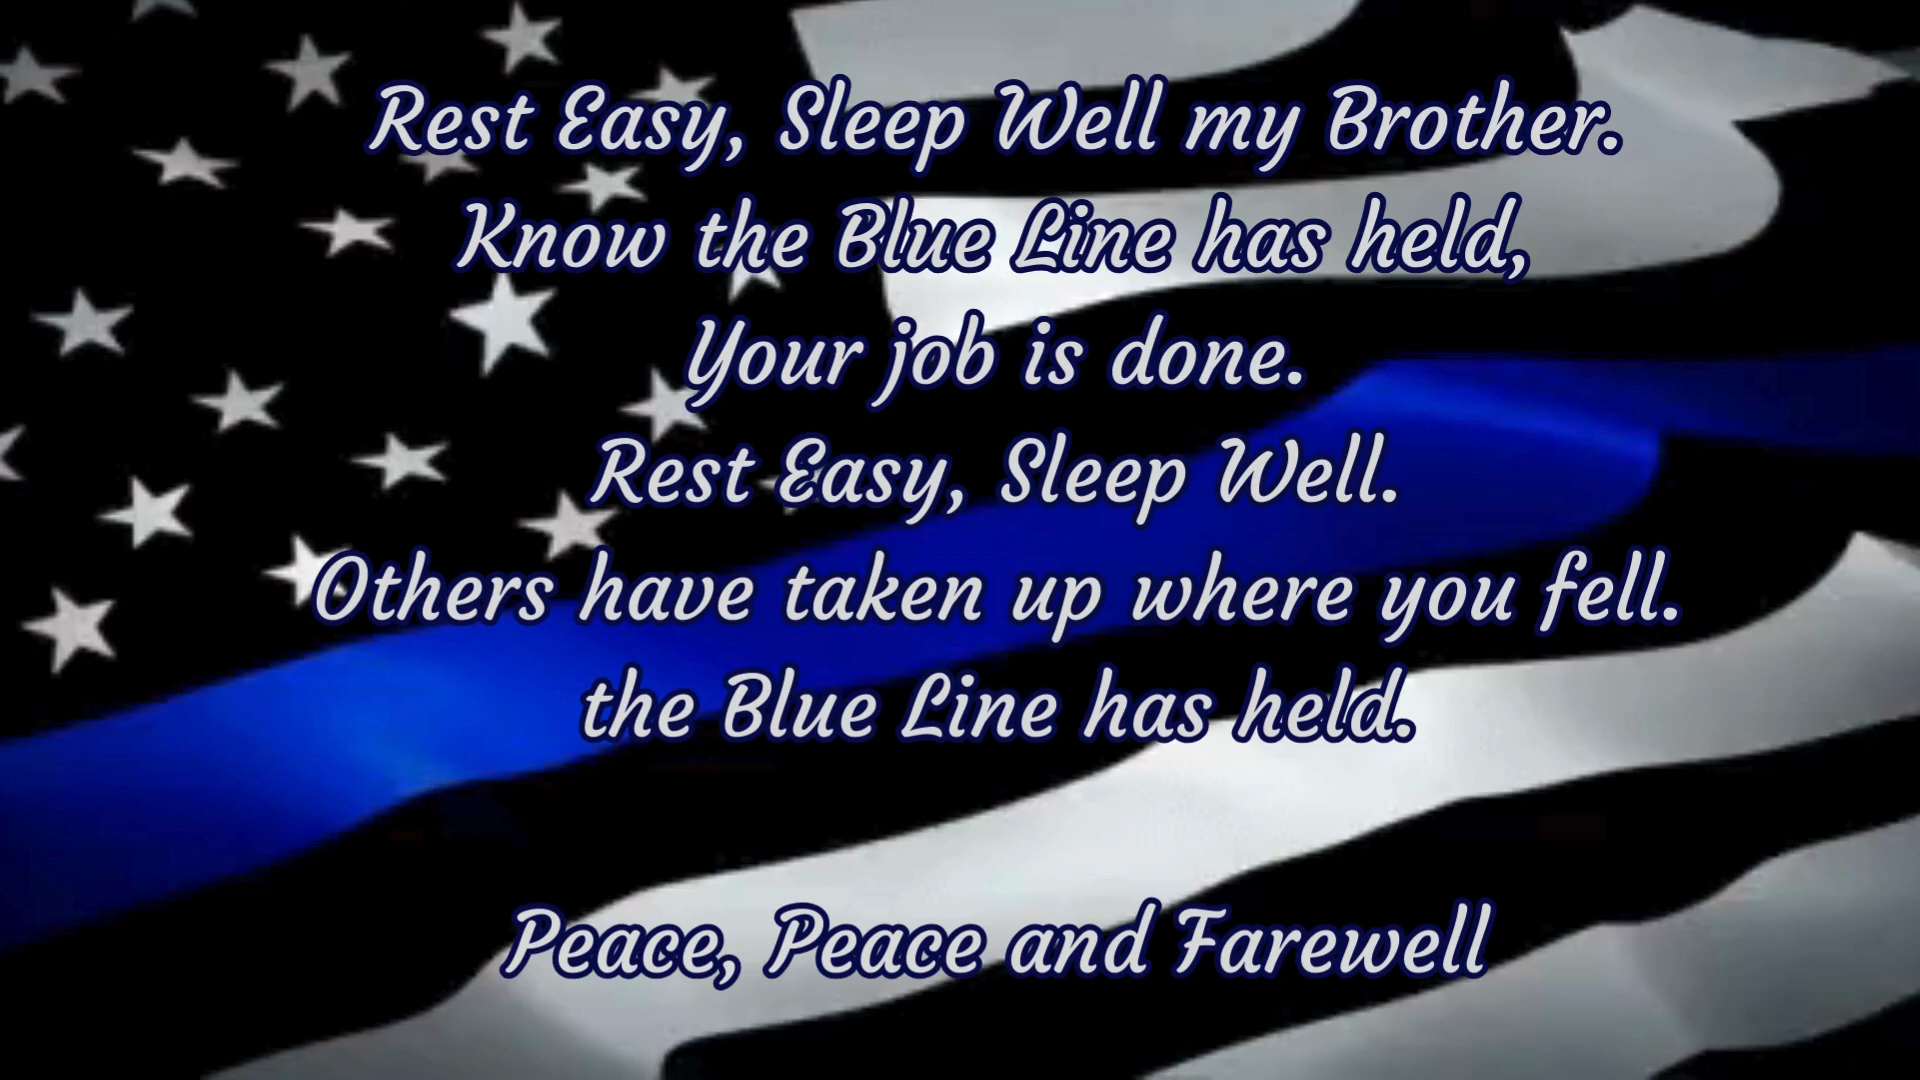 Rest Easy, Sleep Well my Brother.
Know the Blue Line has held,
Your job is done.
Rest Easy, Sleep Well.
Others have taken up where you fell.
the Blue Line has held.
Peace, Peace and Farewell